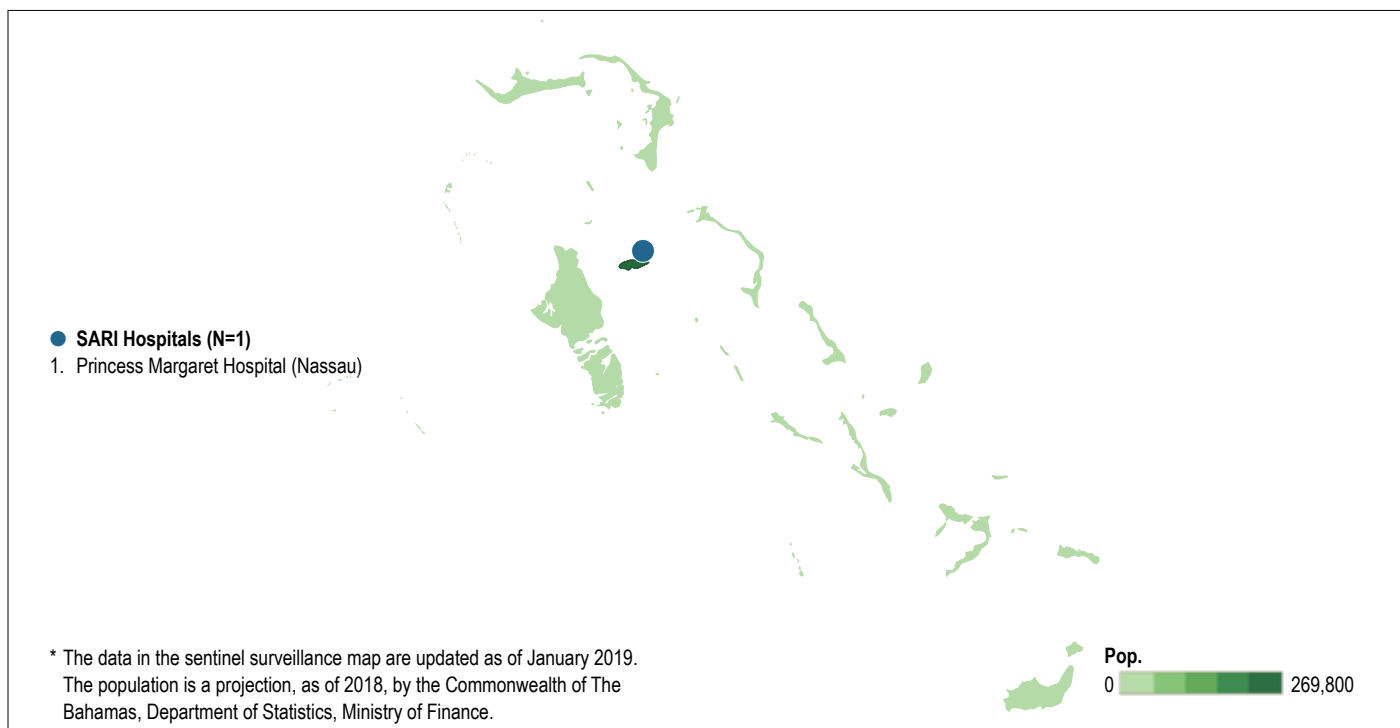 SARI Hospitals (N=1)
1. Princess Margaret Hospital (Nassau)
* The data in the sentinel surveillance map are updated as of January 2019.
The population is a projection, as of 2018, by the Commonwealth of The
Bahamas, Department of Statistics, Ministry of Finance.
Pop.
0 269,800